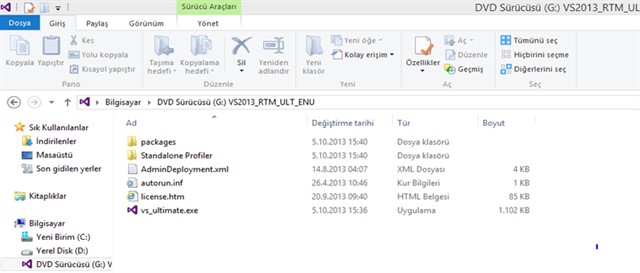 Sürücü Araçları
DVD Sürücüsü (G:) VS2013_RTM_UL
Dosya Giriş Paylaş Görünüm Yönet
Kopyala
Yapıştır
Kes
Yolu kopyala
Kısayol yapıştır
Pano
Taşıma hedefi
Kopyalama hedefi
Sil
Yeniden adlandır
Düzenle
Yeni klasör
Yeni öğe
Kolay erişim
Yeni
Özellikler
Aç
Düzenle
Geçmiş
Aç
Tümünü seç
Hiçbirini seçme
Diğerlerini seç
Seç
Bilgisayar DVD Sürücüsü (G:) VS2013_RTM_ULT_ENU
Sık Kullanılanlar
İndirilenler
Masaüstü
Son gidilen yerler
Kitaplıklar
Bilgisayar
Yeni Birim (C:)
Yerel Disk (D:)
DVD Sürücüsü (G:) V
Ad Değiştirme tarihi Tür Boyut
packages 5.10.2013 15:40 Dosya klasörü
Standalone Profiler 5.10.2013 15:40 Dosya klasörü
AdminDeployment.xml 14.8.2013 04:07 XML Dosyası 4 KB
autorun.inf 26.4.2013 10:46 Kur Bilgileri 1 KB
license.htm 20.9.2013 09:40 HTML Belgesi 85 KB
vs_ultimate.exe 5.10.2013 15:36 Uygulama 1.102 KB